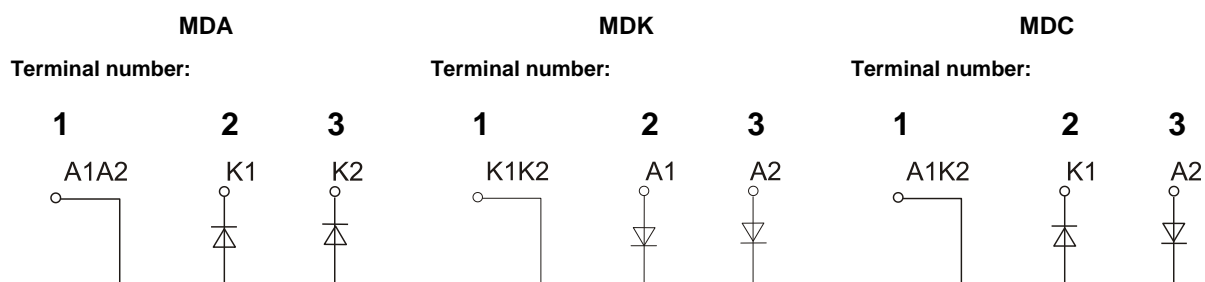 MDA MDK MDC
Terminal number: Terminal number: Terminal number:
1 2 3 1 2 3 1 2 3
A1A2 K1 K2 K1K2 A1 A2 A1K2 K1 A2